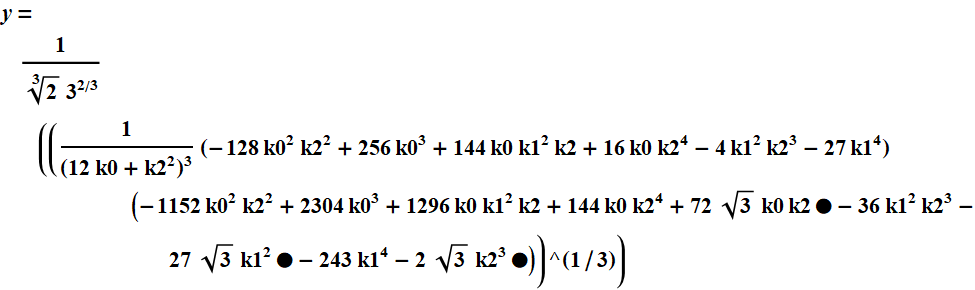 y =
1
∛2 3^(2/3)
((1/(12 k0 + k2²)³ (− 128 k0² k2² + 256 k0³ + 144 k0 k1² k2 + 16 k0 k2⁴ − 4 k1² k2³ − 27 k1⁴)
(− 1152 k0² k2² + 2304 k0³ + 1296 k0 k1² k2 + 144 k0 k2⁴ + 72 √3 k0 k2 ● − 36 k1² k2³ −
27 √3 k1² ● − 243 k1⁴ − 2 √3 k2³ ●))^(1/3))